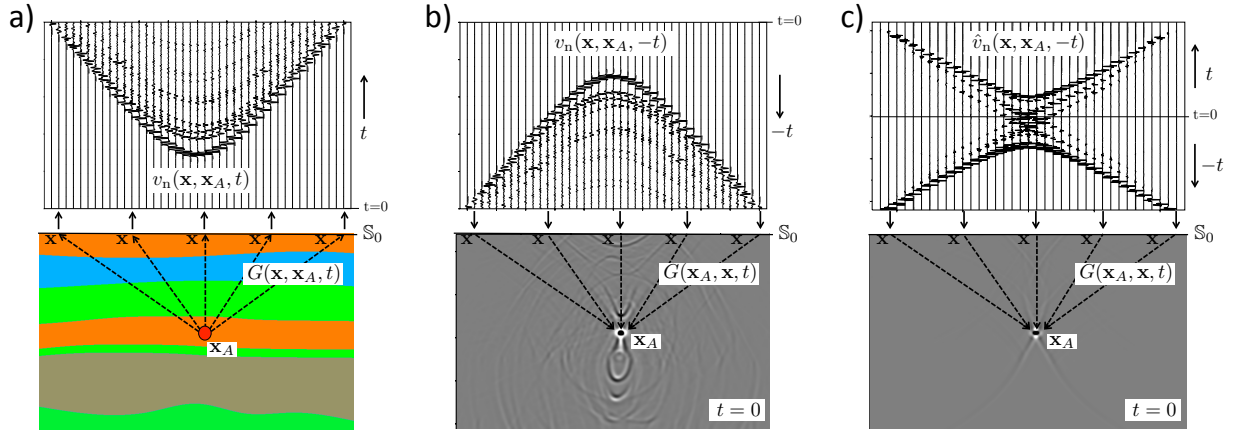 a)
v_n(x, x_A, t)
t
t=0
𝕊_0
x x x x x
G(x, x_A, t)
x_A
b)
t=0
v_n(x, x_A, −t)
−t
𝕊_0
x x x x x
G(x_A, x, t)
x_A
t = 0
c)
v̂_n(x, x_A, −t)
t
t=0
−t
𝕊_0
x x x x x
G(x_A, x, t)
x_A
t = 0